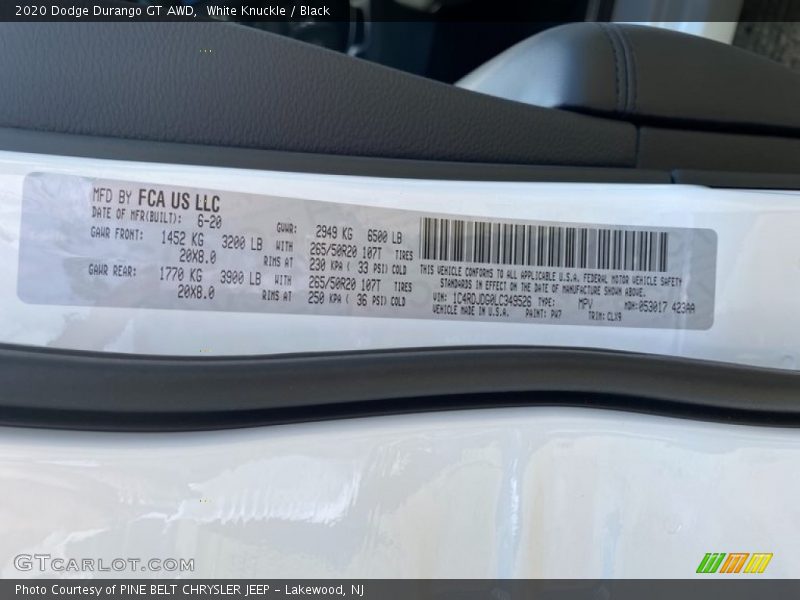 2020 Dodge Durango GT AWD, White Knuckle / Black
MFD BY FCA US LLC
DATE OF MFR(BUILT): 6-20
GVWR: 2949 KG 6500 LB
GAWR FRONT: 1452 KG 3200 LB WITH 265/50R20 107T TIRES
20X8.0 RIMS AT 230 KPA ( 33 PSI) COLD
GAWR REAR: 1770 KG 3900 LB WITH 265/50R20 107T TIRES
20X8.0 RIMS AT 250 KPA ( 36 PSI) COLD
THIS VEHICLE CONFORMS TO ALL APPLICABLE U.S.A. FEDERAL MOTOR VEHICLE SAFETY
STANDARDS IN EFFECT ON THE DATE OF MANUFACTURE SHOWN ABOVE.
VIN: 1C4RDJDG0LC349526 TYPE: MPV MDH:053017 423AA
VEHICLE MADE IN U.S.A. PAINT: PW7 TRIM: CLX9
GTCARLOT.COM
Photo Courtesy of PINE BELT CHRYSLER JEEP - Lakewood, NJ